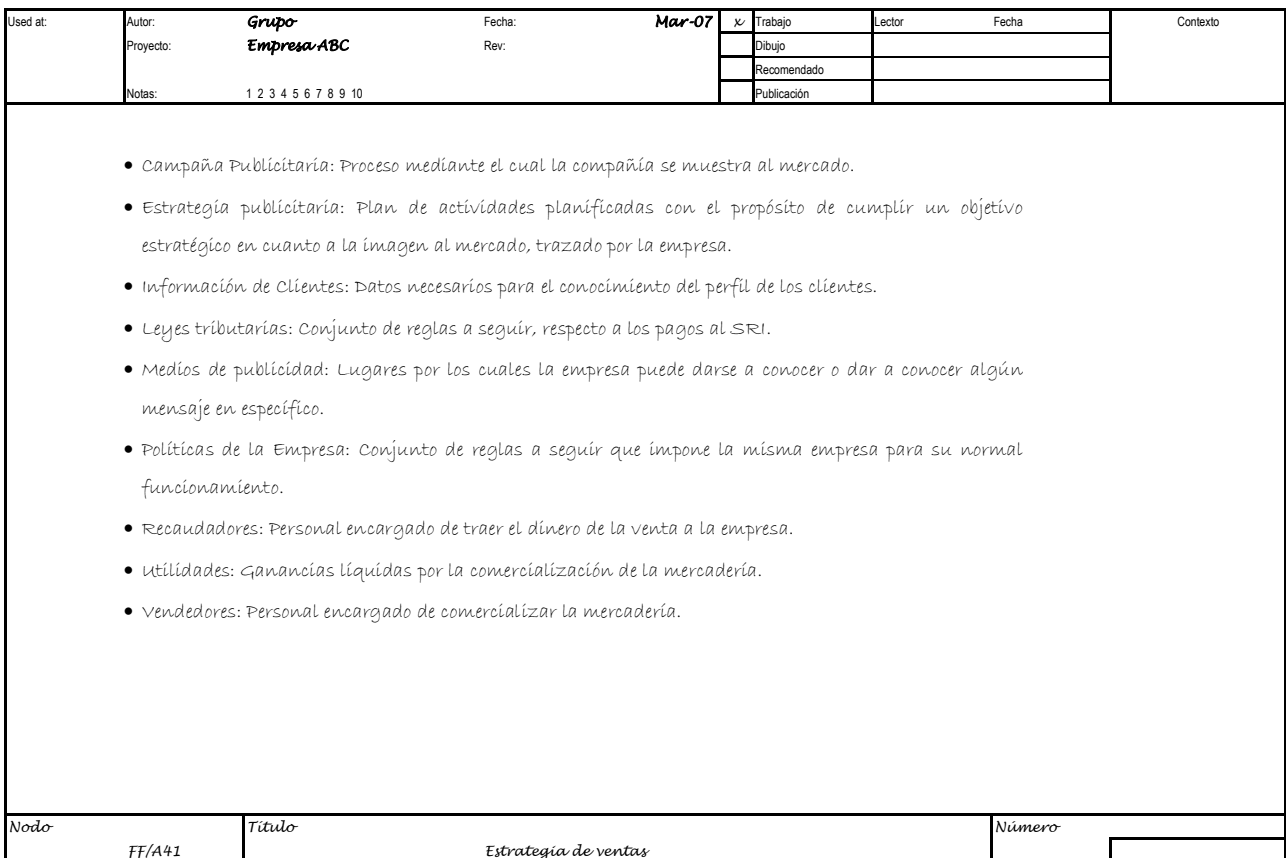 Used at: Autor: Grupo Fecha: Mar-07 x Trabajo Lector Fecha Contexto
Proyecto: Empresa ABC Rev: Dibujo
Recomendado
Notas: 1 2 3 4 5 6 7 8 9 10 Publicación
• Campaña Publicitaria: Proceso mediante el cual la compañía se muestra al mercado.
• Estrategia publicitaria: Plan de actividades planificadas con el propósito de cumplir un objetivo
estratégico en cuanto a la imagen al mercado, trazado por la empresa.
• Información de Clientes: Datos necesarios para el conocimiento del perfil de los clientes.
• Leyes tributarias: Conjunto de reglas a seguir, respecto a los pagos al SRI.
• Medios de publicidad: Lugares por los cuales la empresa puede darse a conocer o dar a conocer algún
mensaje en específico.
• Políticas de la Empresa: Conjunto de reglas a seguir que impone la misma empresa para su normal
funcionamiento.
• Recaudadores: Personal encargado de traer el dinero de la venta a la empresa.
• Utilidades: Ganancias líquidas por la comercialización de la mercadería.
• Vendedores: Personal encargado de comercializar la mercadería.
Nodo Título Número
FF/A41 Estrategia de ventas